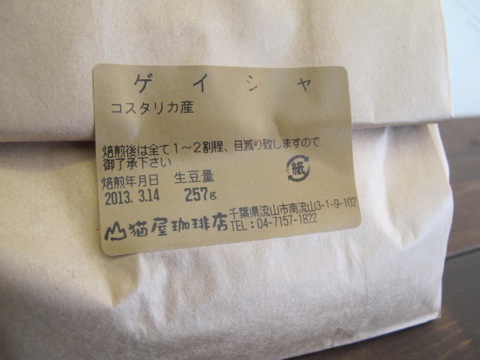 ゲイシャ
コスタリカ産
焙煎後は全て1～2割程、目減り致しますので
御了承下さい
紙
焙煎年月日 生豆量
2013. 3.14 257g
山猫屋珈琲店
千葉県流山市南流山3-1-9-102
TEL：04-7157-1822